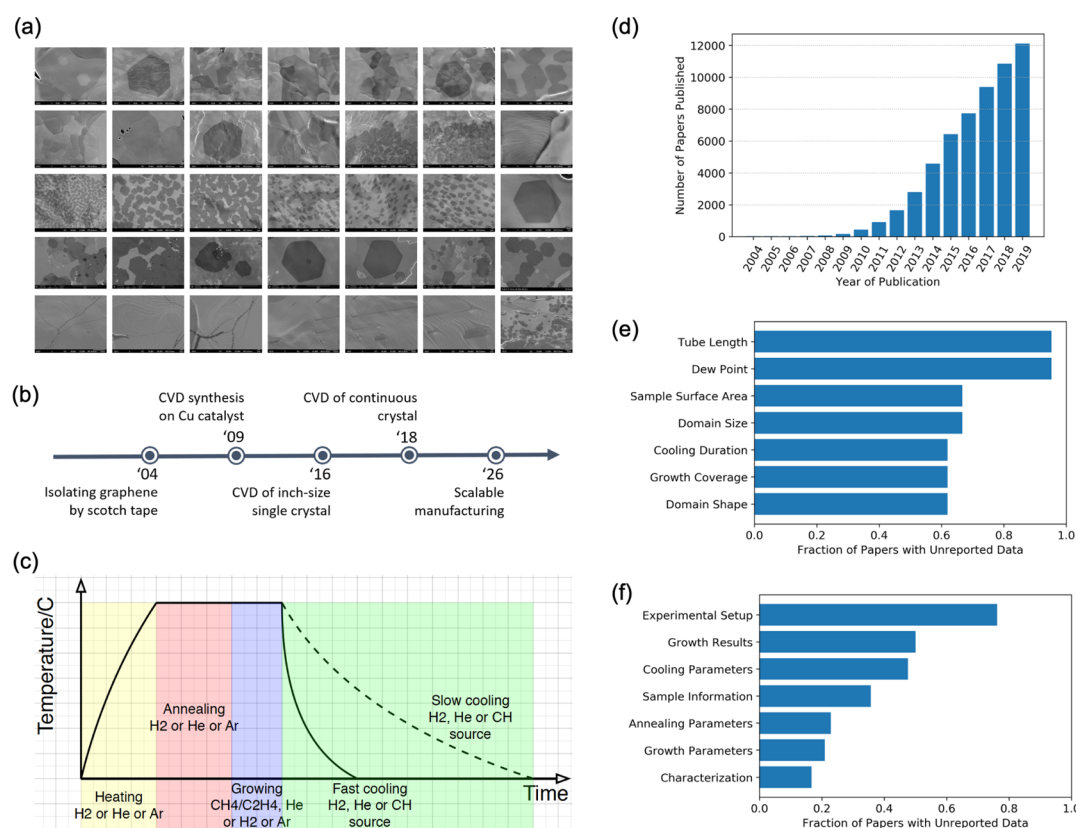 (a)
(b)
CVD synthesis
on Cu catalyst
CVD of continuous
crystal
‘09
‘18
‘04
‘16
‘26
Isolating graphene
by scotch tape
CVD of inch-size
single crystal
Scalable
manufacturing
(c)
Temperature/C
Annealing
H2 or He or Ar
Slow cooling
H2, He or CH
source
Heating
H2 or He or Ar
Growing
CH4/C2H4, He
or H2 or Ar
Fast cooling
H2, He or CH
source
Time
(d)
Number of Papers Published
12000
10000
8000
6000
4000
2000
0
2004
2005
2006
2007
2008
2009
2010
2011
2012
2013
2014
2015
2016
2017
2018
2019
Year of Publication
(e)
Tube Length
Dew Point
Sample Surface Area
Domain Size
Cooling Duration
Growth Coverage
Domain Shape
0.0 0.2 0.4 0.6 0.8 1.0
Fraction of Papers with Unreported Data
(f)
Experimental Setup
Growth Results
Cooling Parameters
Sample Information
Annealing Parameters
Growth Parameters
Characterization
0.0 0.2 0.4 0.6 0.8 1.0
Fraction of Papers with Unreported Data